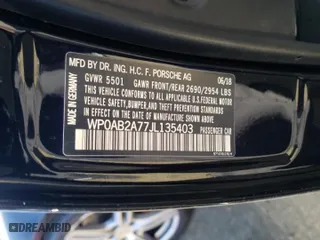 MFD BY DR. ING. H.C. F. PORSCHE AG
06/18
GVWR 5501 GAWR FRONT/REAR 2690/2954 LBS
THIS VEHICLE CONFORMS TO ALL APPLICABLE
U.S. FEDERAL MOTOR VEHICLE
SAFETY, BUMPER, AND THEFT PREVENTION STANDARDS
IN EFFECT ON THE DATE OF
MANUFACTURE SHOWN ABOVE
WP0AB2A77JL135403
PASSENGER CAR
MADE IN GERMANY